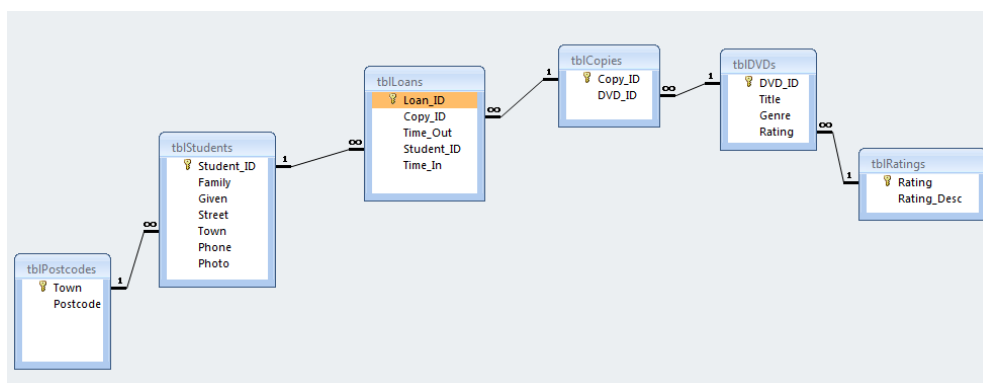 tblPostcodes
Town
Postcode
1
∞
tblStudents
Student_ID
Family
Given
Street
Town
Phone
Photo
1
∞
tblLoans
Loan_ID
Copy_ID
Time_Out
Student_ID
Time_In
∞
1
tblCopies
Copy_ID
DVD_ID
∞
1
tblDVDs
DVD_ID
Title
Genre
Rating
∞
1
tblRatings
Rating
Rating_Desc